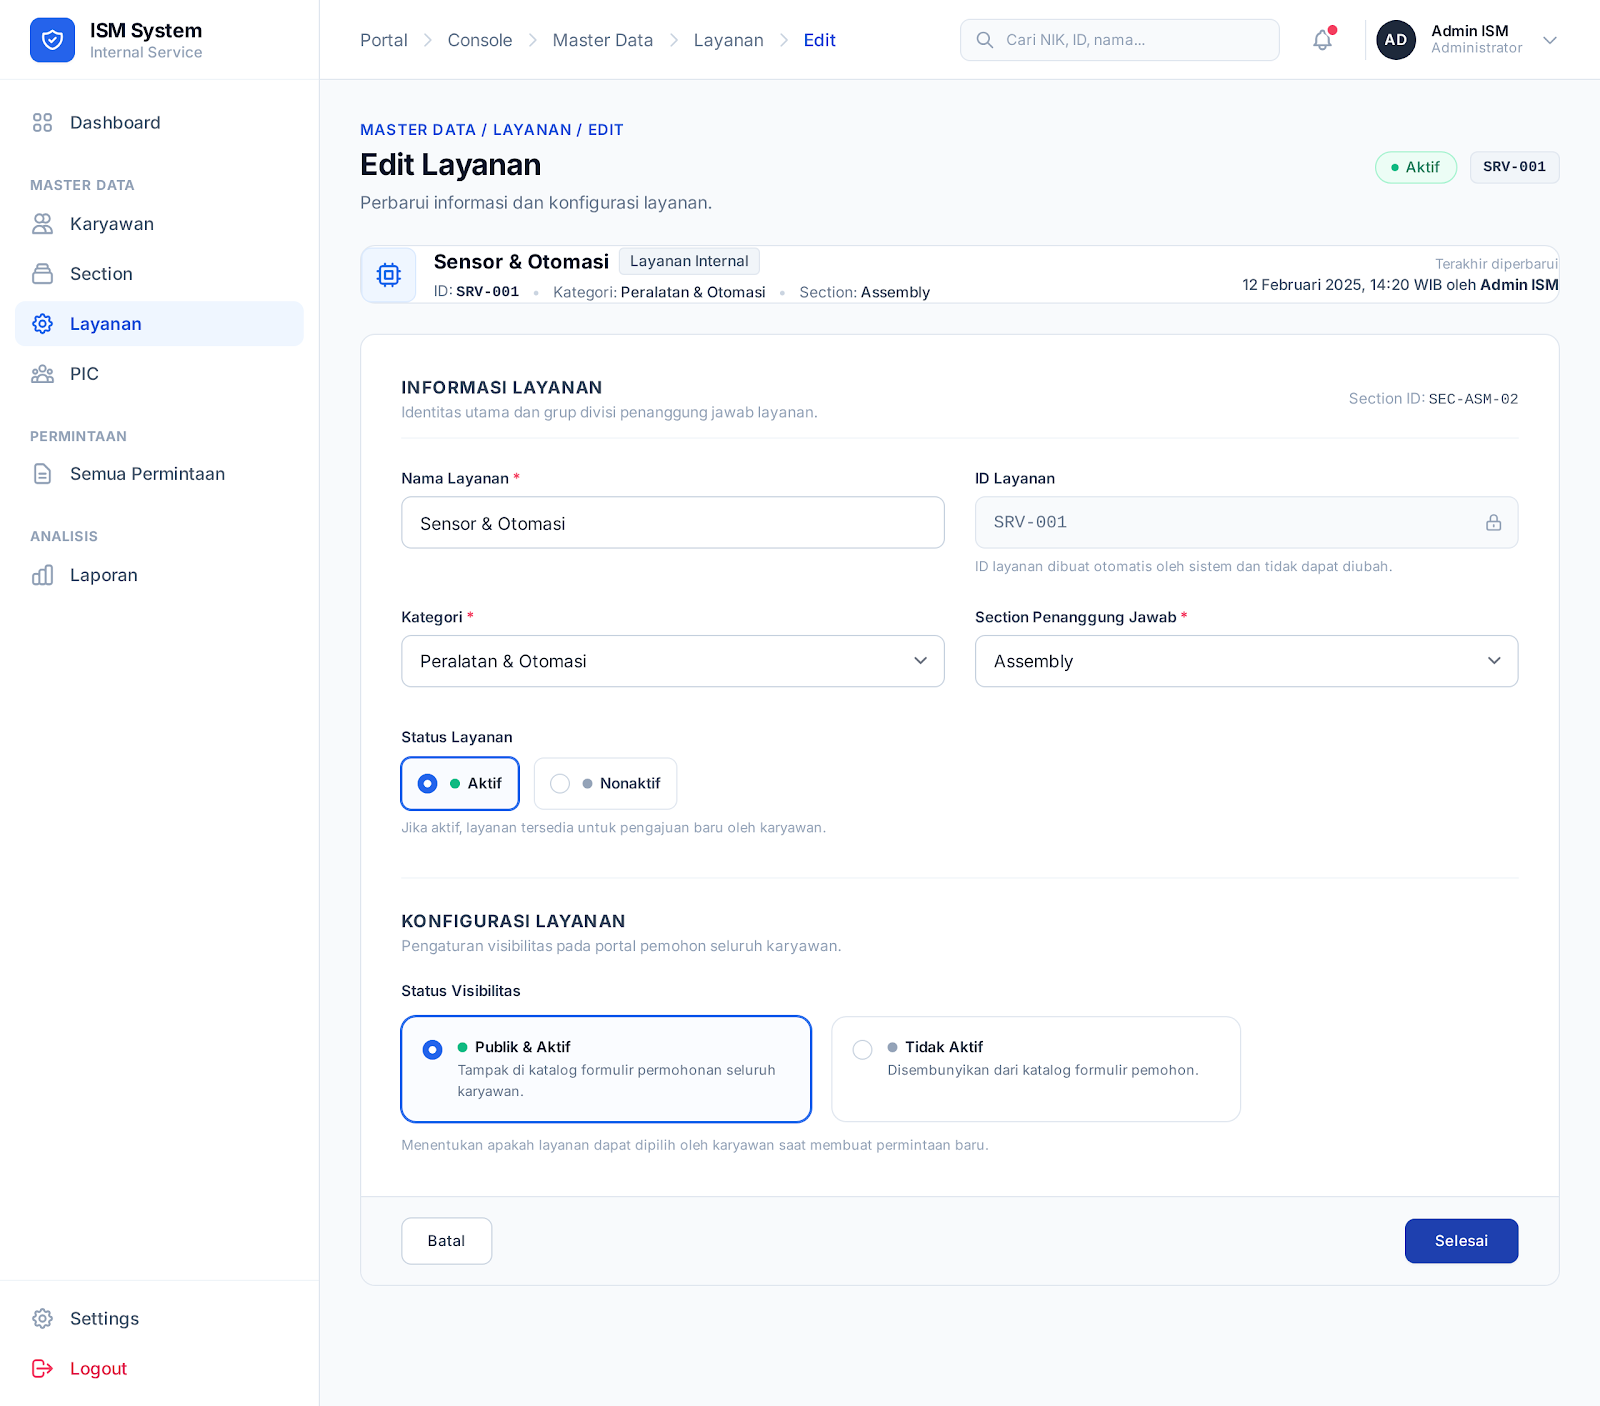 ISM System
Internal Service
Portal
Console
Master Data
Layanan
Edit
Cari NIK, ID, nama...
AD
Admin ISM
Administrator
Dashboard
MASTER DATA
Karyawan
Section
Layanan
PIC
PERMINTAAN
Semua Permintaan
ANALISIS
Laporan
Settings
Logout
MASTER DATA / LAYANAN / EDIT
Edit Layanan
Perbarui informasi dan konfigurasi layanan.
Aktif
SRV-001
Sensor & Otomasi
Layanan Internal
ID: SRV-001 • Kategori: Peralatan & Otomasi • Section: Assembly
Terakhir diperbarui
12 Februari 2025, 14:20 WIB oleh Admin ISM
INFORMASI LAYANAN
Identitas utama dan grup divisi penanggung jawab layanan.
Section ID: SEC-ASM-02
Nama Layanan *
Sensor & Otomasi
ID Layanan
SRV-001
ID layanan dibuat otomatis oleh sistem dan tidak dapat diubah.
Kategori *
Peralatan & Otomasi
Section Penanggung Jawab *
Assembly
Status Layanan
Aktif
Nonaktif
Jika aktif, layanan tersedia untuk pengajuan baru oleh karyawan.
KONFIGURASI LAYANAN
Pengaturan visibilitas pada portal pemohon seluruh karyawan.
Status Visibilitas
Publik & Aktif
Tampak di katalog formulir permohonan seluruh
karyawan.
Tidak Aktif
Disembunyikan dari katalog formulir pemohon.
Menentukan apakah layanan dapat dipilih oleh karyawan saat membuat permintaan baru.
Batal
Selesai